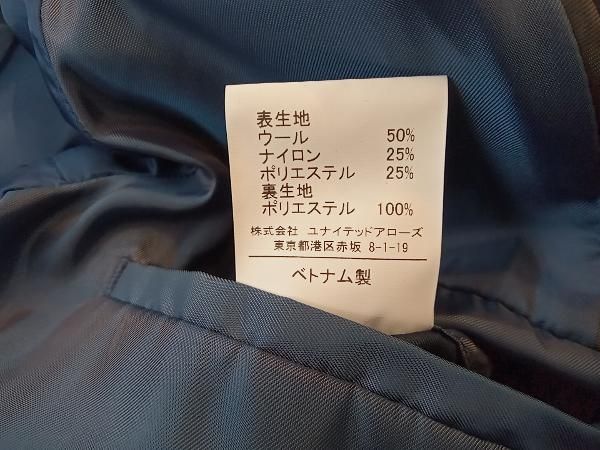 表生地
ウール 50%
ナイロン 25%
ポリエステル 25%
裏生地
ポリエステル 100%
株式会社 ユナイテッドアローズ
東京都港区赤坂 8-1-19
ベトナム製